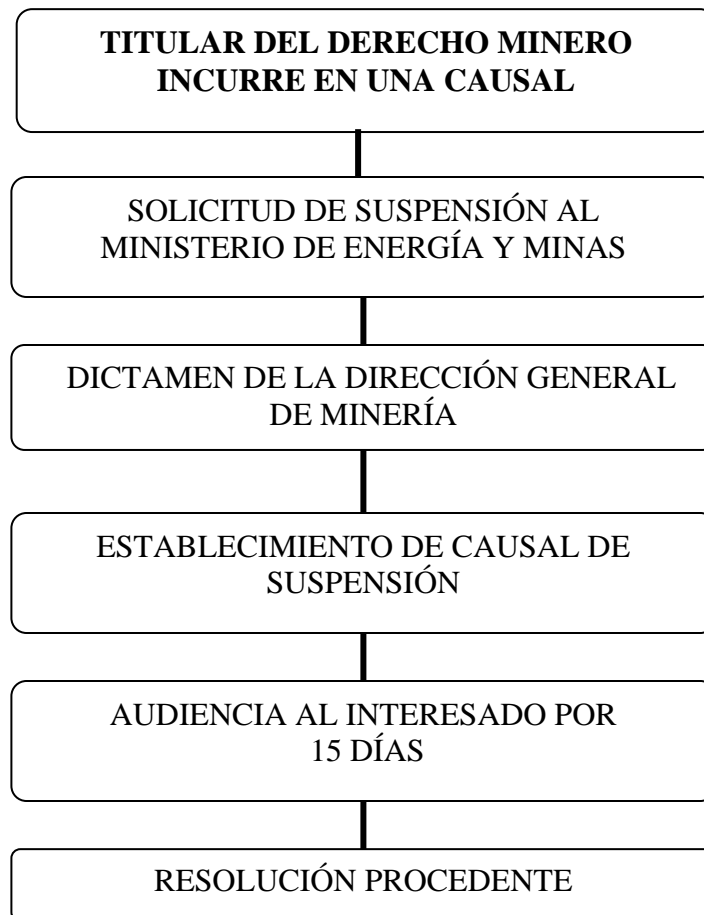 TITULAR DEL DERECHO MINERO
INCURRE EN UNA CAUSAL
SOLICITUD DE SUSPENSIÓN AL
MINISTERIO DE ENERGÍA Y MINAS
DICTAMEN DE LA DIRECCIÓN GENERAL
DE MINERÍA
ESTABLECIMIENTO DE CAUSAL DE
SUSPENSIÓN
AUDIENCIA AL INTERESADO POR
15 DÍAS
RESOLUCIÓN PROCEDENTE